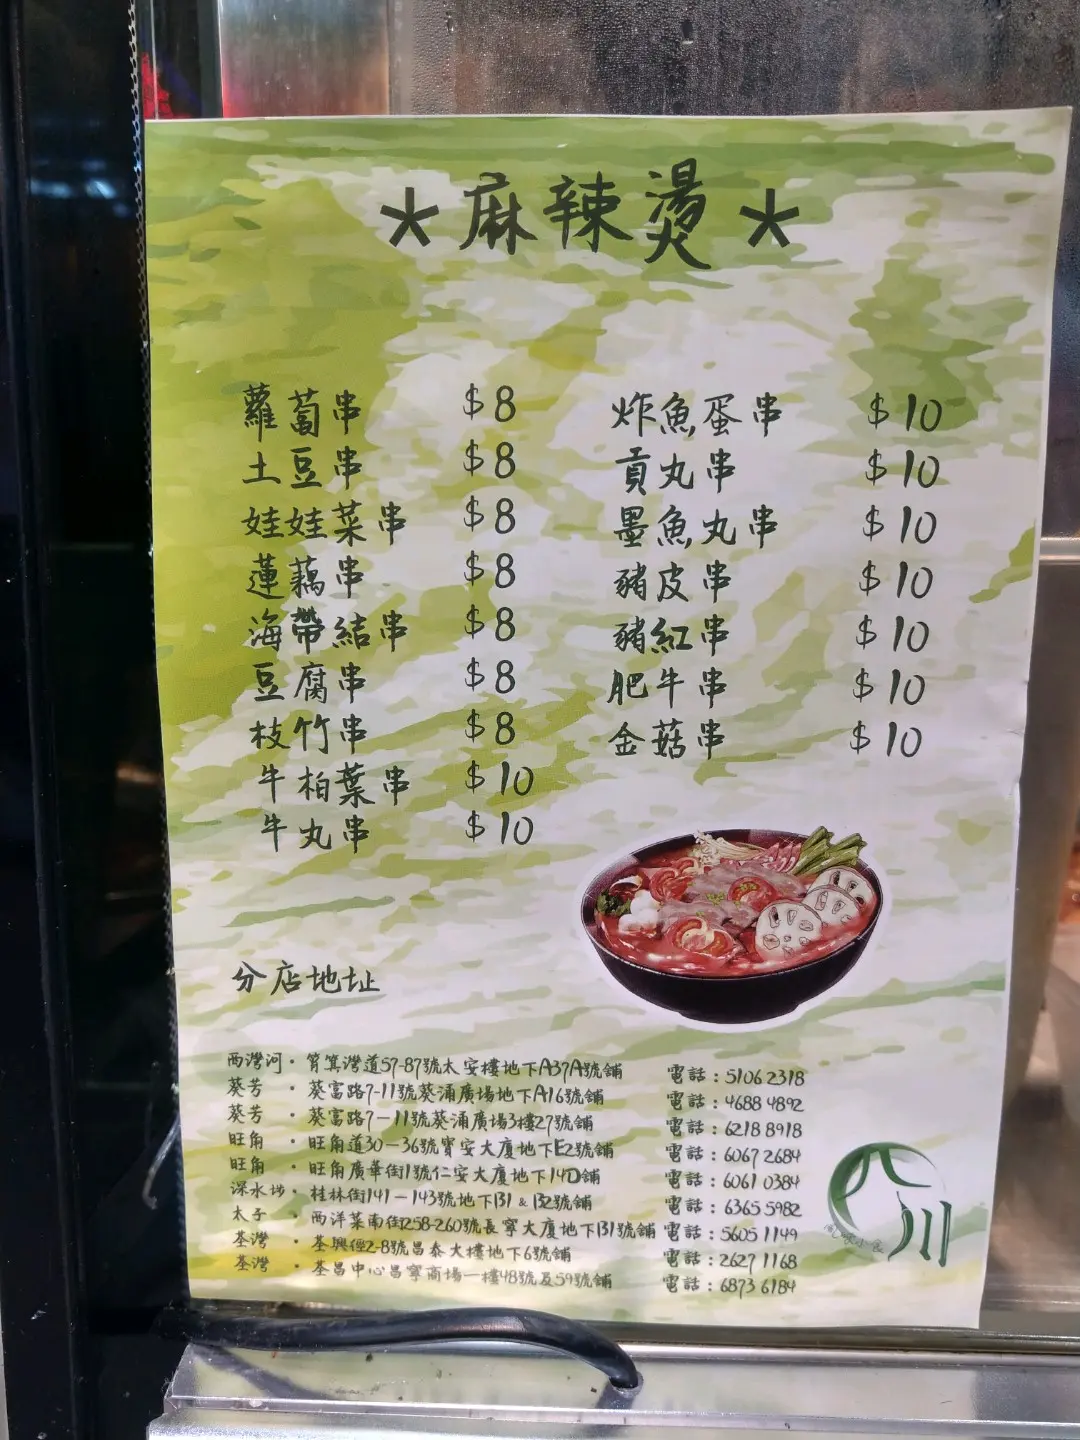 *麻辣燙*
蘿蔔串 $8
土豆串 $8
娃娃菜串 $8
蓮藕串 $8
海帶結串 $8
豆腐串 $8
枝竹串 $8
牛柏葉串 $10
牛丸串 $10
炸魚蛋串 $10
貢丸串 $10
墨魚丸串 $10
豬皮串 $10
豬紅串 $10
肥牛串 $10
金菇串 $10
分店地址
西灣河・筲箕灣道57-87號太安樓地下A37A號舖 電話：5106 2318
葵芳・葵富路7-11號葵涌廣場地下A16號舖 電話：4688 4892
葵芳・葵富路7－11號葵涌廣場3樓27號舖 電話：6218 8918
旺角・旺角道30－36號寶安大廈地下E2號舖 電話：6067 2684
旺角・旺角廣華街1號仁安大廈地下14D舖 電話：6061 0384
深水埗・桂林街141－143號地下B1 & B2號舖 電話：6365 5982
太子・西洋菜南街258-260號長寧大廈地下B1號舖 電話：5605 1149
荃灣・荃興徑2-8號昌泰大樓地下6號舖 電話：2627 1168
荃灣・荃昌中心昌寧商場一樓48號及59號舖 電話：6873 6184
川